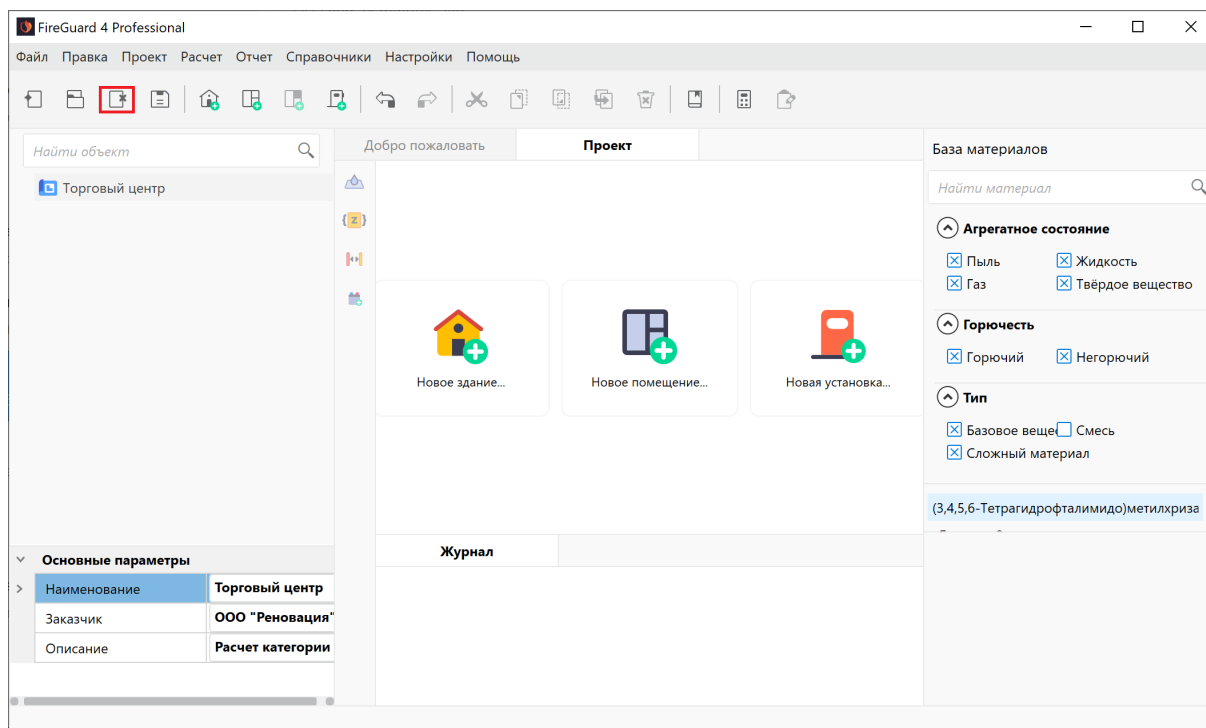 FireGuard 4 Professional
Файл Правка Проект Расчет Отчет Справочники Настройки Помощь
Найти объект
Торговый центр
Добро пожаловать
Проект
{z}
Новое здание...
Новое помещение...
Новая установка...
База материалов
Найти материал
Агрегатное состояние
Пыль
Жидкость
Газ
Твёрдое вещество
Горючесть
Горючий
Негорючий
Тип
Базовое веще
Смесь
Сложный материал
(3,4,5,6-Тетрагидрофталимидо)метилхриза
Журнал
Основные параметры
Наименование
Торговый центр
Заказчик
ООО "Реновация"
Описание
Расчет категории